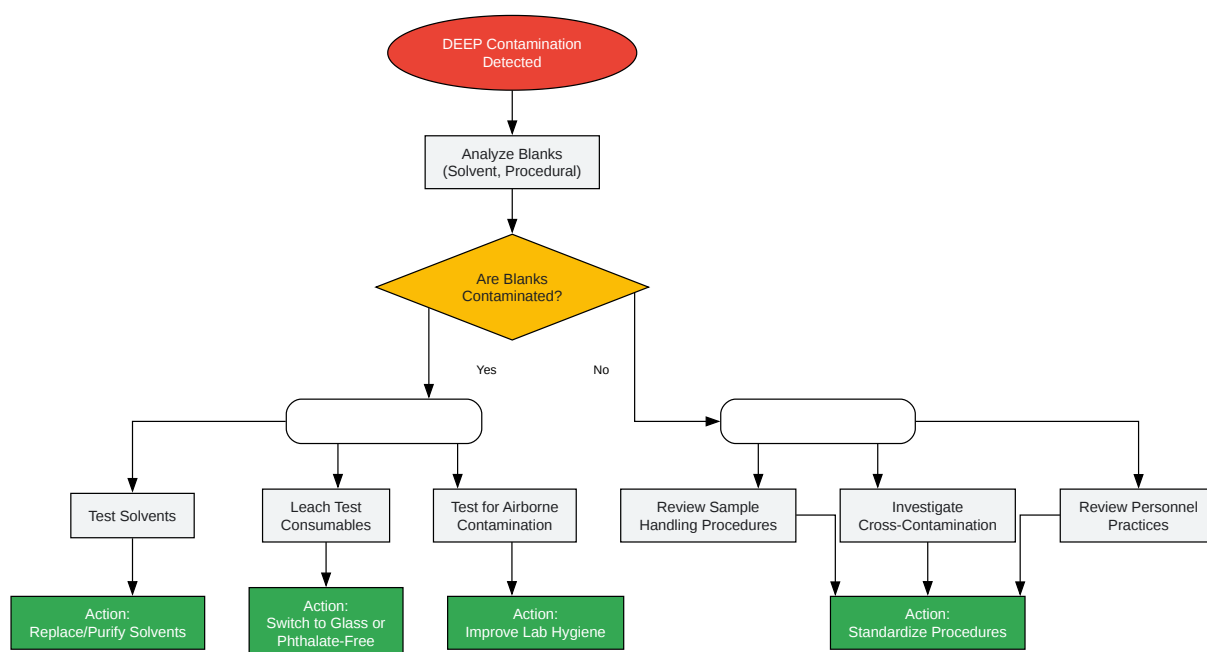 DEEP Contamination
Detected
Analyze Blanks
(Solvent, Procedural)
Are Blanks
Contaminated?
Yes
No
Test Solvents
Leach Test
Consumables
Test for Airborne
Contamination
Review Sample
Handling Procedures
Investigate
Cross-Contamination
Review Personnel
Practices
Action:
Replace/Purify Solvents
Action:
Switch to Glass or
Phthalate-Free
Action:
Improve Lab Hygiene
Action:
Standardize Procedures